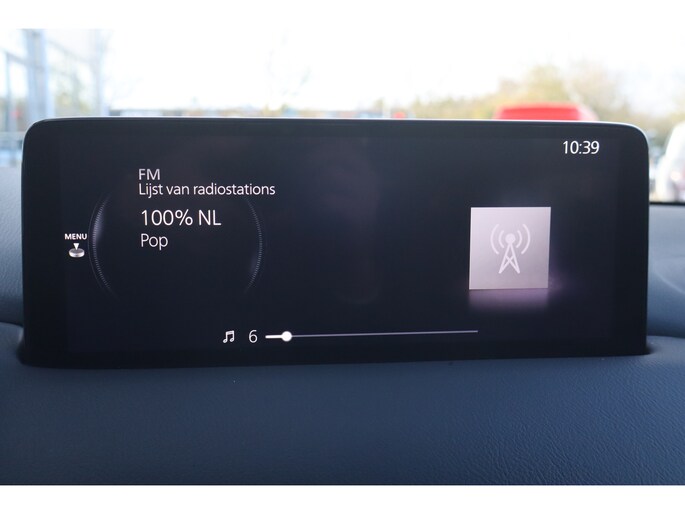 10:39
FM
Lijst van radiostations
100% NL
Pop
MENU
6